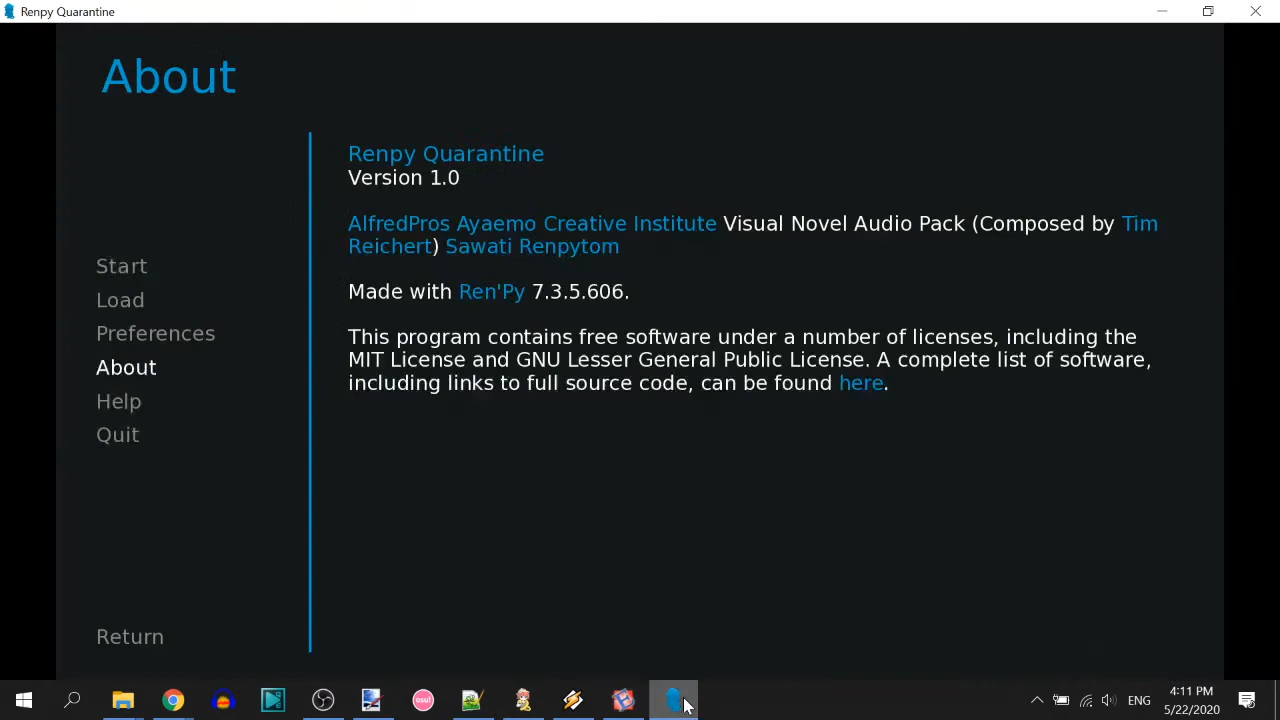 Renpy Quarantine
About
Renpy Quarantine
Version 1.0
AlfredPros Ayaemo Creative Institute Visual Novel Audio Pack (Composed by Tim
Reichert) Sawati Renpytom
Made with Ren'Py 7.3.5.606.
This program contains free software under a number of licenses, including the
MIT License and GNU Lesser General Public License. A complete list of software,
including links to full source code, can be found here.
Start
Load
Preferences
About
Help
Quit
Return
osu!
ENG
4:11 PM
5/22/2020